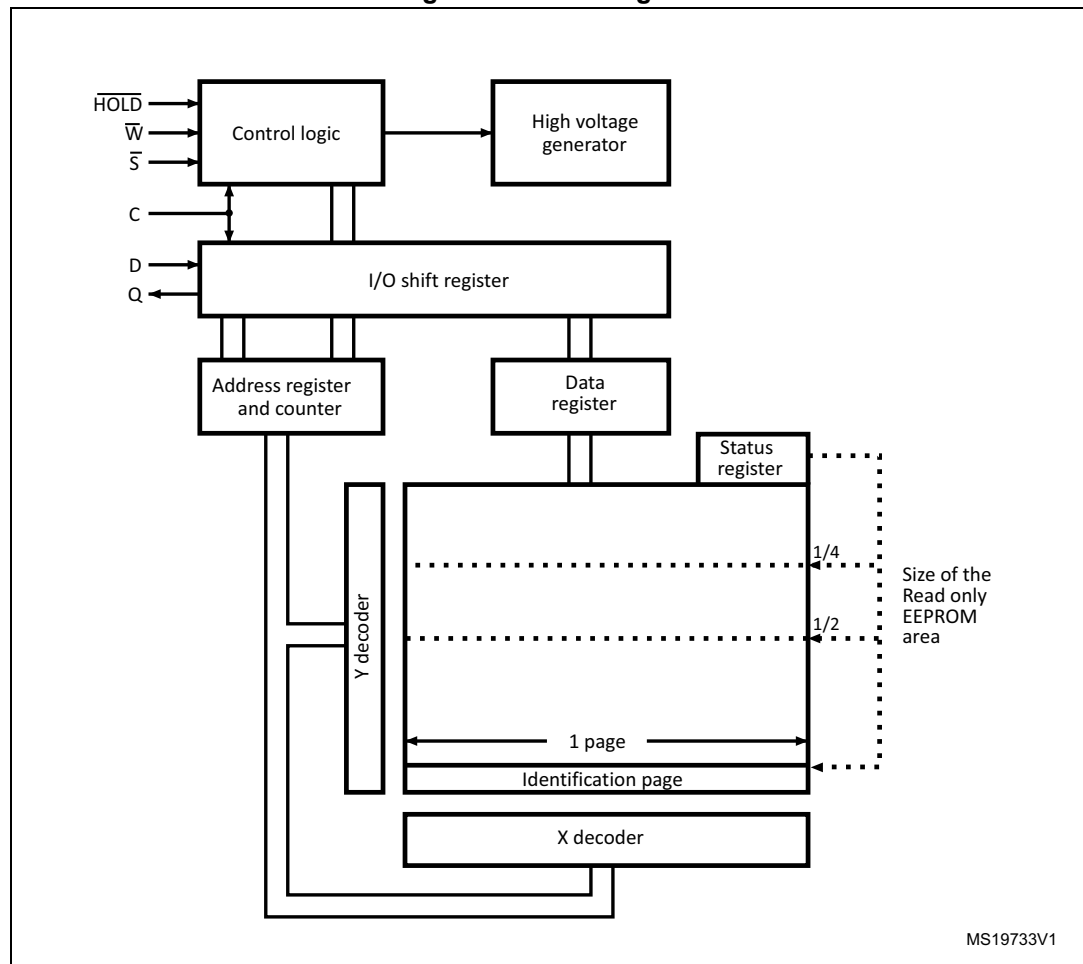 H̅O̅L̅D̅
W̅
S̅
C
D
Q
Control logic
High voltage
generator
I/O shift register
Address register
and counter
Data
register
Status
register
1/4
1/2
Size of the
Read only
EEPROM
area
Y decoder
1 page
Identification page
X decoder
MS19733V1